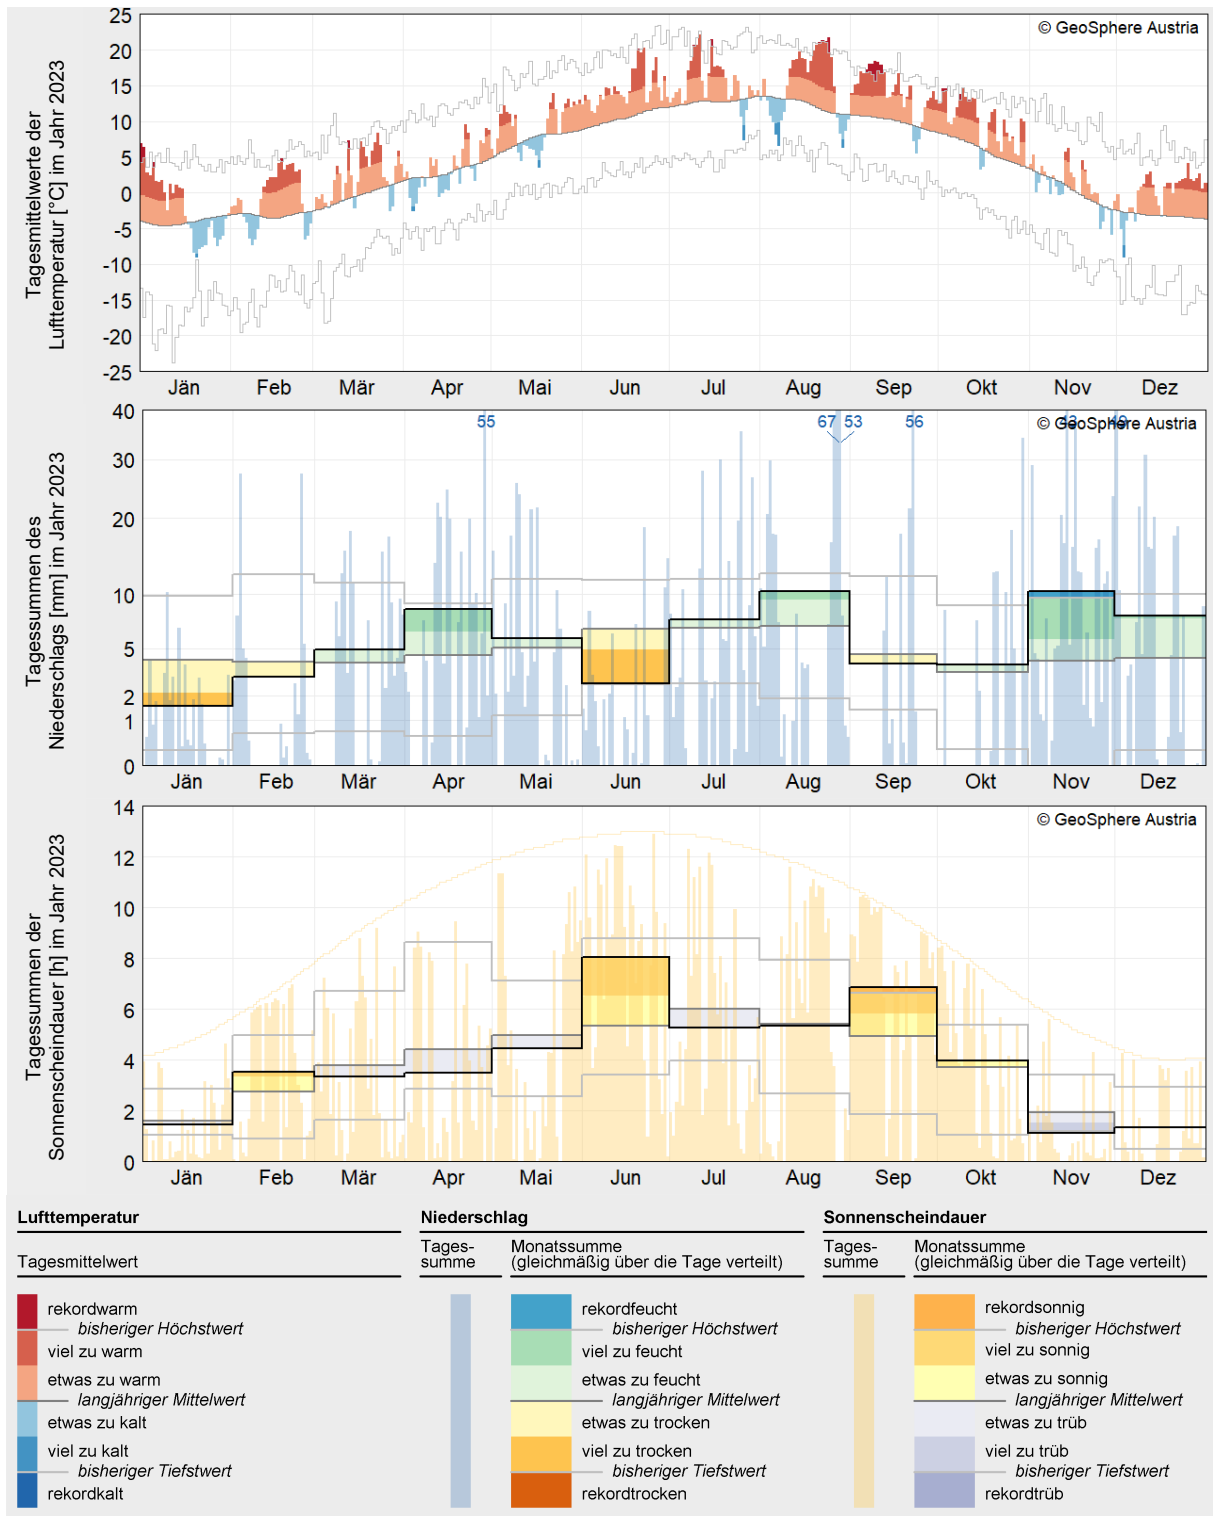 Tagesmittelwerte der
Lufttemperatur [°C] im Jahr 2023
25
20
15
10
5
0
-5
-10
-15
-20
-25
© GeoSphere Austria
Jän Feb Mär Apr Mai Jun Jul Aug Sep Okt Nov Dez
Tagessummen des
Niederschlags [mm] im Jahr 2023
40
30
20
10
5
2
1
0
55 67 53 56
© GeoSphere Austria
Jän Feb Mär Apr Mai Jun Jul Aug Sep Okt Nov Dez
Tagessummen der
Sonnenscheindauer [h] im Jahr 2023
14
12
10
8
6
4
2
0
© GeoSphere Austria
Jän Feb Mär Apr Mai Jun Jul Aug Sep Okt Nov Dez
Lufttemperatur
Tagesmittelwert
rekordwarm
bisheriger Höchstwert
viel zu warm
etwas zu warm
langjähriger Mittelwert
etwas zu kalt
viel zu kalt
bisheriger Tiefstwert
rekordkalt
Niederschlag
Tages-
summe
Monatssumme
(gleichmäßig über die Tage verteilt)
rekordfeucht
bisheriger Höchstwert
viel zu feucht
etwas zu feucht
langjähriger Mittelwert
etwas zu trocken
viel zu trocken
bisheriger Tiefstwert
rekordtrocken
Sonnenscheindauer
Tages-
summe
Monatssumme
(gleichmäßig über die Tage verteilt)
rekordsonnig
bisheriger Höchstwert
viel zu sonnig
etwas zu sonnig
langjähriger Mittelwert
etwas zu trüb
viel zu trüb
bisheriger Tiefstwert
rekordtrüb